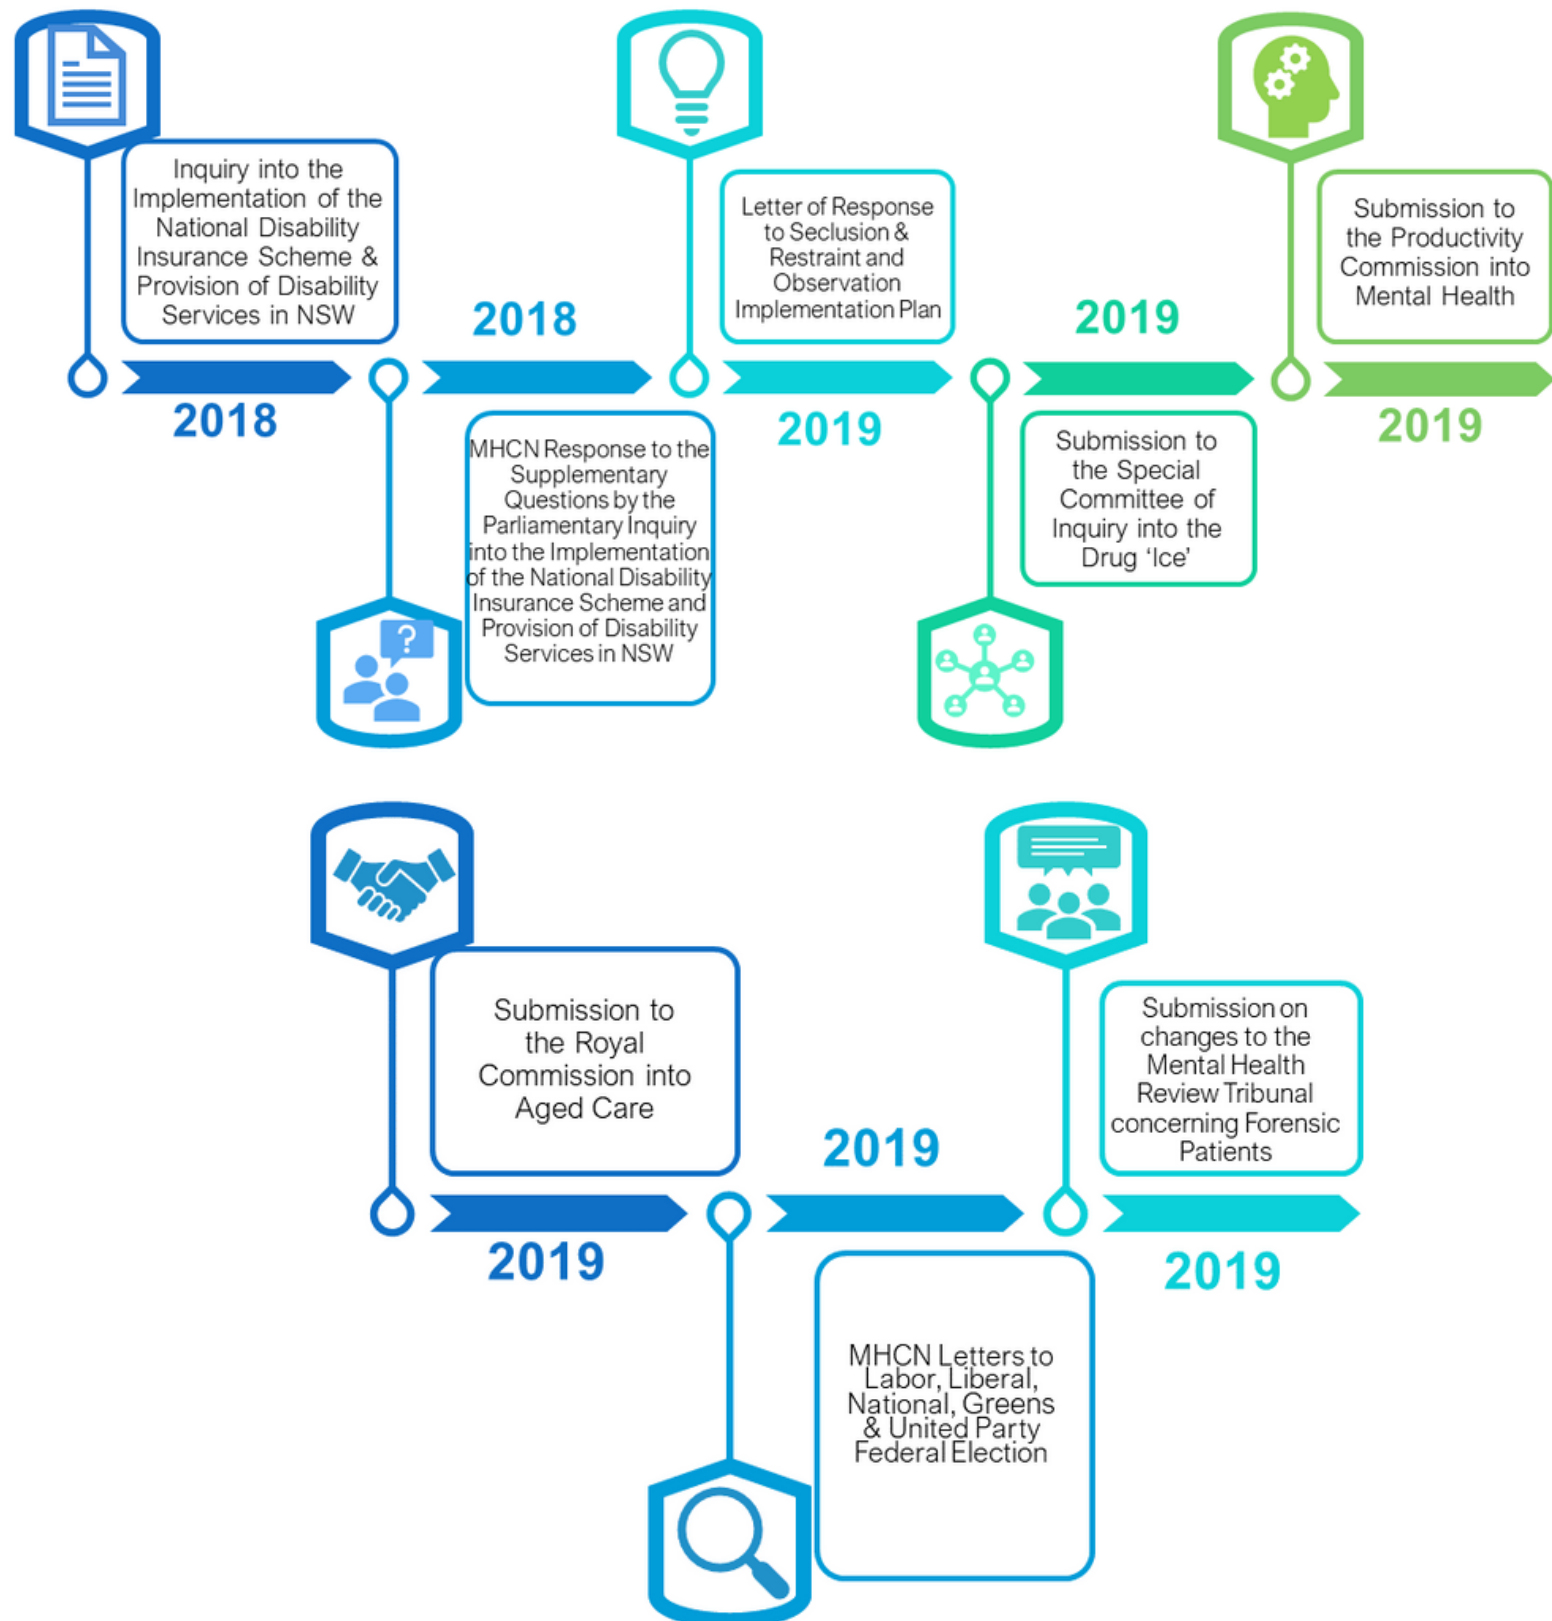 Inquiry into the
Implementation of the
National Disability
Insurance Scheme &
Provision of Disability
Services in NSW
2018
2018
MHCN Response to the
Supplementary
Questions by the
Parliamentary Inquiry
into the Implementation
of the National Disability
Insurance Scheme and
Provision of Disability
Services in NSW
?
Letter of Response
to Seclusion &
Restraint and
Observation
Implementation Plan
2019
2019
Submission to
the Special
Committee of
Inquiry into the
Drug ‘Ice’
Submission to
the Productivity
Commission into
Mental Health
2019
Submission to
the Royal
Commission into
Aged Care
2019
2019
MHCN Letters to
Labor, Liberal,
National, Greens
& United Party
Federal Election
Submission on
changes to the
Mental Health
Review Tribunal
concerning Forensic
Patients
2019